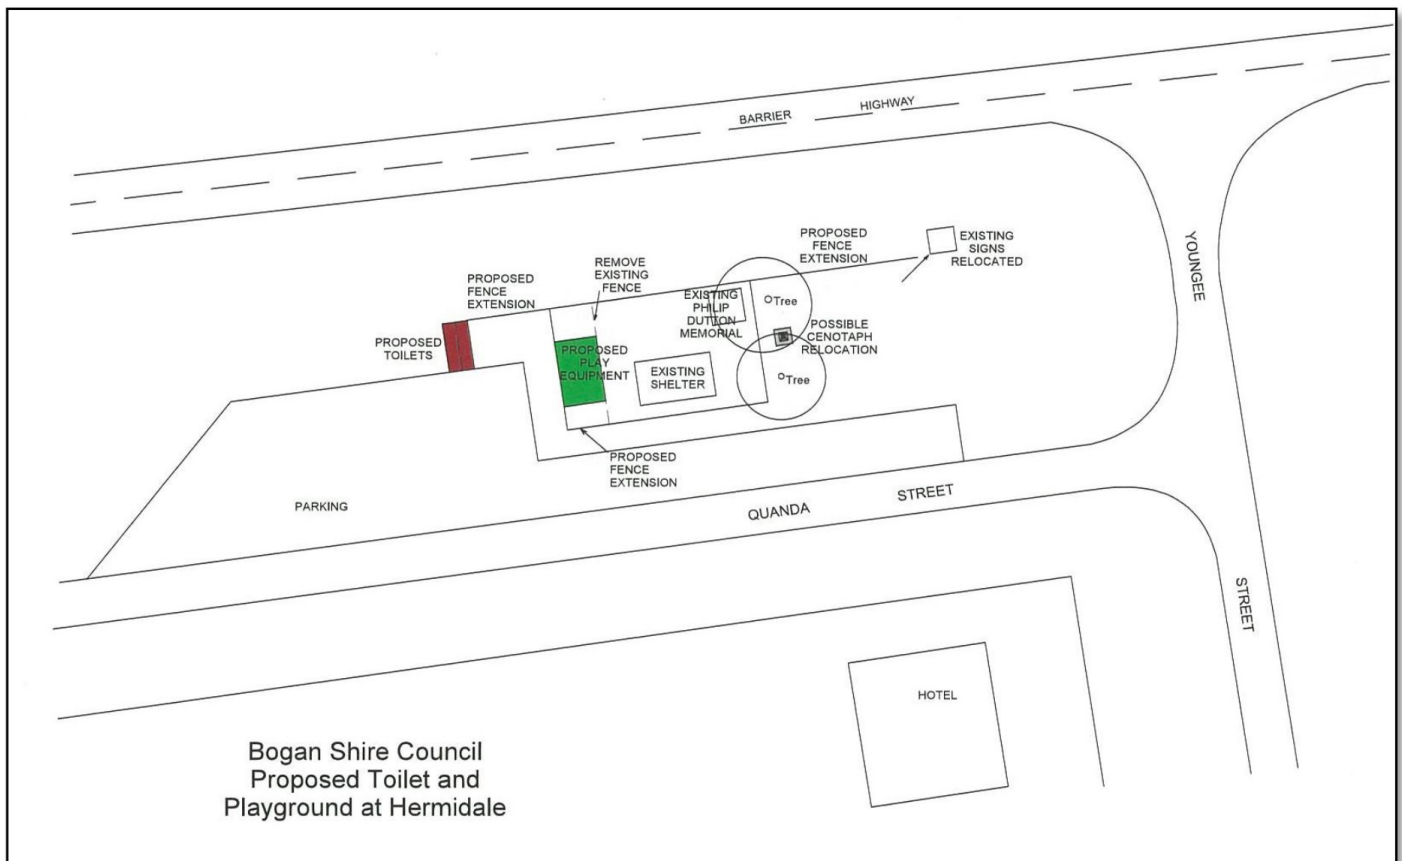 BARRIER HIGHWAY
YOUNGEE
STREET
PROPOSED
FENCE
EXTENSION
EXISTING
SIGNS
RELOCATED
REMOVE
EXISTING
FENCE
PROPOSED
FENCE
EXTENSION
EXISTING
PHILIP
DUTTON
MEMORIAL
Tree
POSSIBLE
CENOTAPH
RELOCATION
PROPOSED
TOILETS
PROPOSED
PLAY
EQUIPMENT
EXISTING
SHELTER
Tree
PROPOSED
FENCE
EXTENSION
PARKING
QUANDA STREET
HOTEL
Bogan Shire Council
Proposed Toilet and
Playground at Hermidale